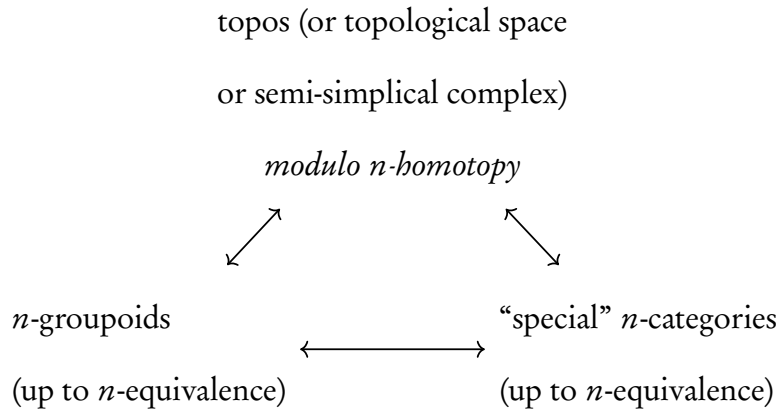 topos (or topological space
or semi-simplical complex)
modulo n-homotopy
n-groupoids
(up to n-equivalence)
“special” n-categories
(up to n-equivalence)